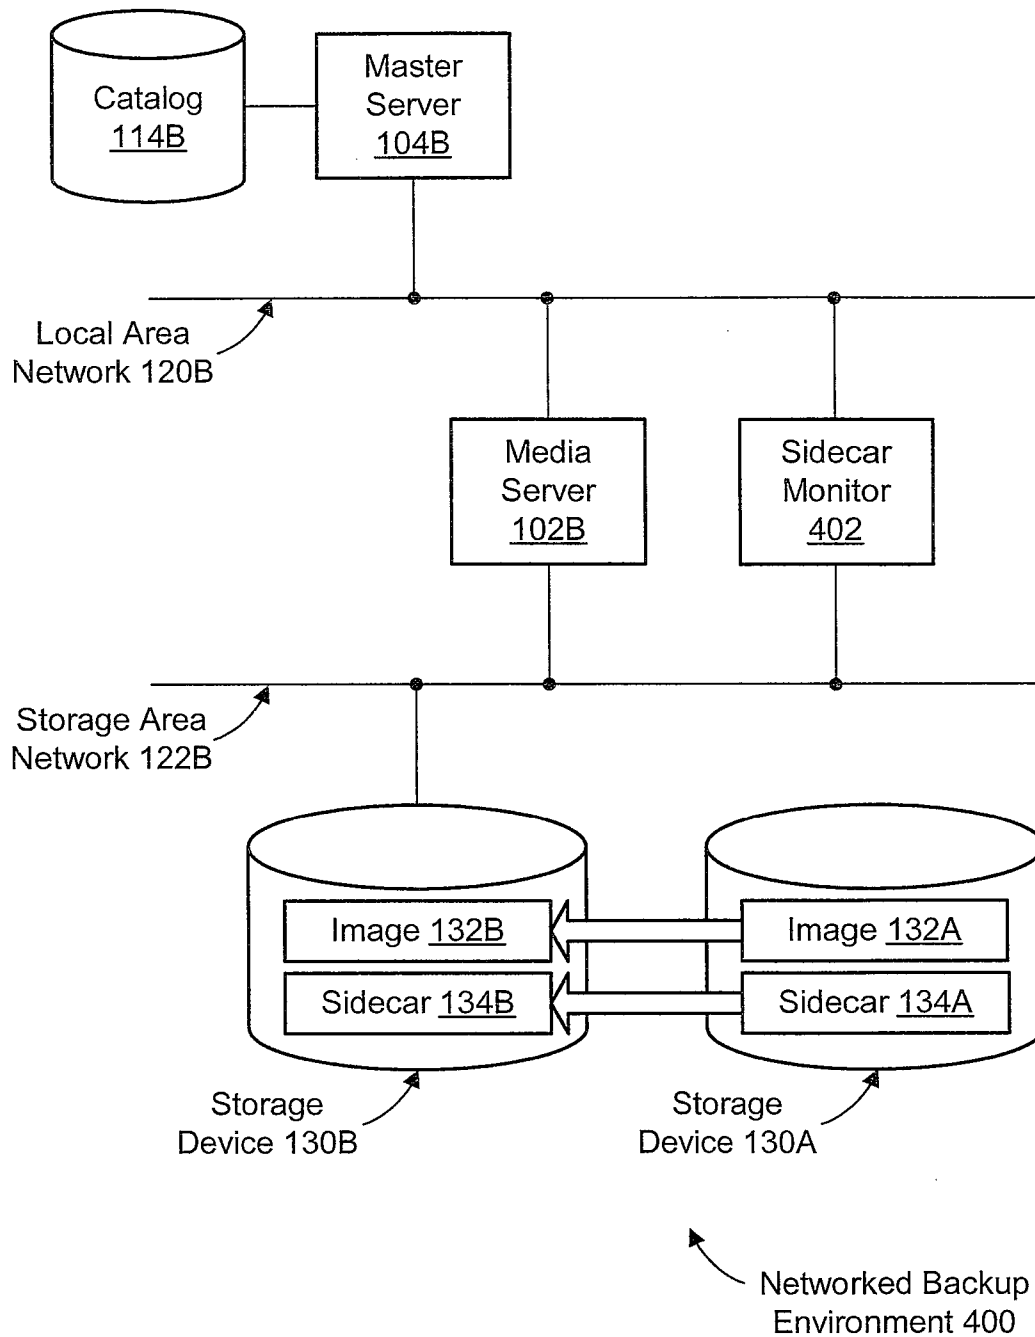 Catalog
114B
Master
Server
104B
Local Area
Network 120B
Media
Server
102B
Sidecar
Monitor
402
Storage Area
Network 122B
Image 132B
Image 132A
Sidecar 134B
Sidecar 134A
Storage
Device 130B
Storage
Device 130A
Networked Backup
Environment 400